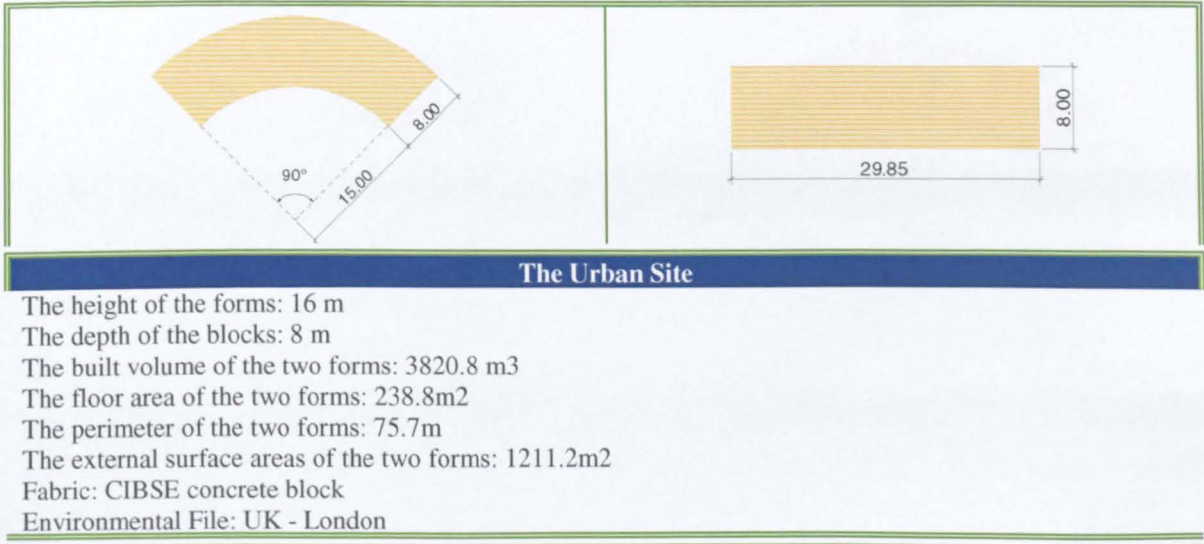 8.00
90°
15.00
8.00
29.85
The Urban Site
The height of the forms: 16 m
The depth of the blocks: 8 m
The built volume of the two forms: 3820.8 m3
The floor area of the two forms: 238.8m2
The perimeter of the two forms: 75.7m
The external surface areas of the two forms: 1211.2m2
Fabric: CIBSE concrete block
Environmental File: UK - London